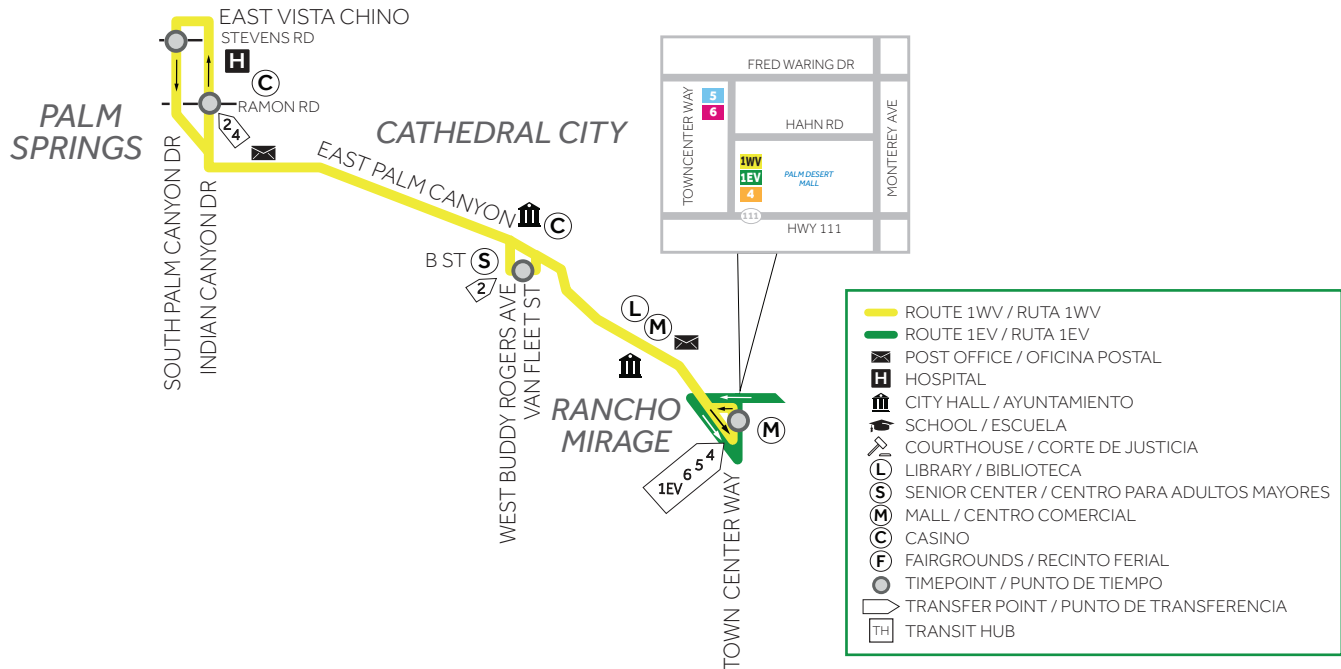 EAST VISTA CHINO
STEVENS RD
H
C
RAMON RD
PALM
SPRINGS
2
4
SOUTH PALM CANYON DR
INDIAN CANYON DR
CATHEDRAL CITY
EAST PALM CANYON
C
B ST
S
2
WEST BUDDY ROGERS AVE
VAN FLEET ST
L
M
RANCHO
MIRAGE
M
1EV 6 5 4
TOWN CENTER WAY
FRED WARING DR
TOWNCENTER WAY
5
6
HAHN RD
MONTEREY AVE
1WV
1EV
4
PALM DESERT
MALL
111
HWY 111
ROUTE 1WV / RUTA 1WV
ROUTE 1EV / RUTA 1EV
POST OFFICE / OFICINA POSTAL
H HOSPITAL
CITY HALL / AYUNTAMIENTO
SCHOOL / ESCUELA
COURTHOUSE / CORTE DE JUSTICIA
L LIBRARY / BIBLIOTECA
S SENIOR CENTER / CENTRO PARA ADULTOS MAYORES
M MALL / CENTRO COMERCIAL
C CASINO
F FAIRGROUNDS / RECINTO FERIAL
TIMEPOINT / PUNTO DE TIEMPO
TRANSFER POINT / PUNTO DE TRANSFERENCIA
TH TRANSIT HUB